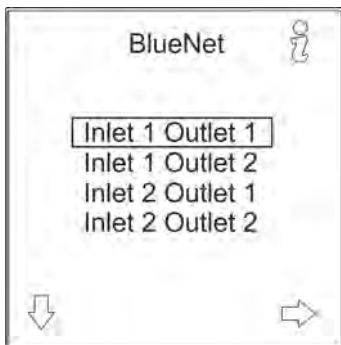 BlueNet
Inlet 1 Outlet 1
Inlet 1 Outlet 2
Inlet 2 Outlet 1
Inlet 2 Outlet 2